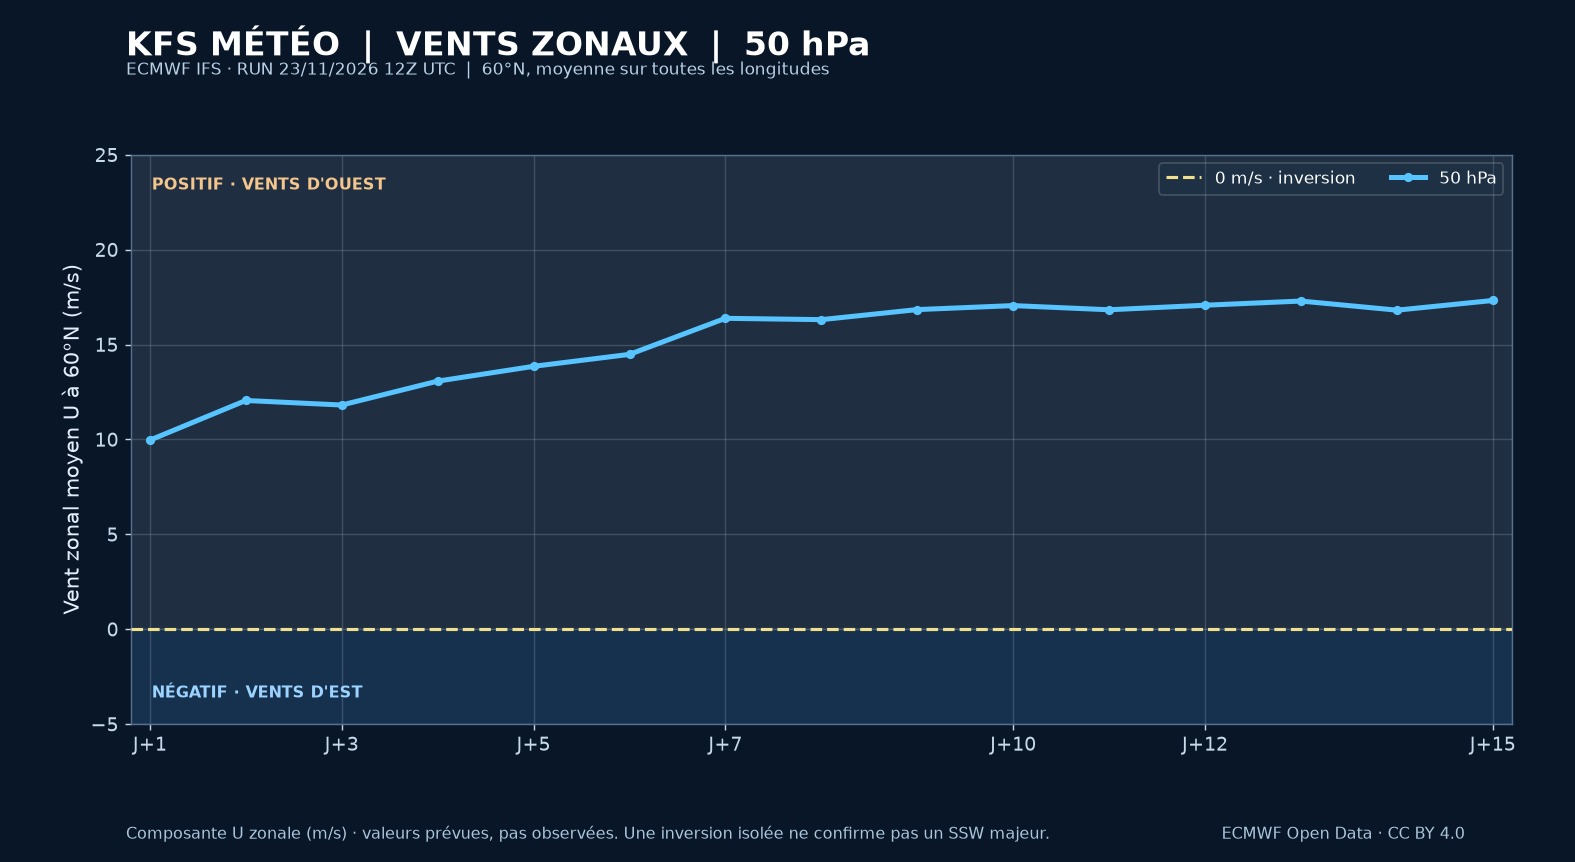 KFS MÉTÉO | VENTS ZONAUX | 50 hPa
ECMWF IFS · RUN 23/11/2026 12Z UTC | 60°N, moyenne sur toutes les longitudes
25
20
15
10
5
0
−5
Vent zonal moyen U à 60°N (m/s)
POSITIF · VENTS D'OUEST
0 m/s · inversion
50 hPa
NÉGATIF · VENTS D'EST
J+1
J+3
J+5
J+7
J+10
J+12
J+15
Composante U zonale (m/s) · valeurs prévues, pas observées. Une inversion isolée ne confirme pas un SSW majeur.
ECMWF Open Data · CC BY 4.0